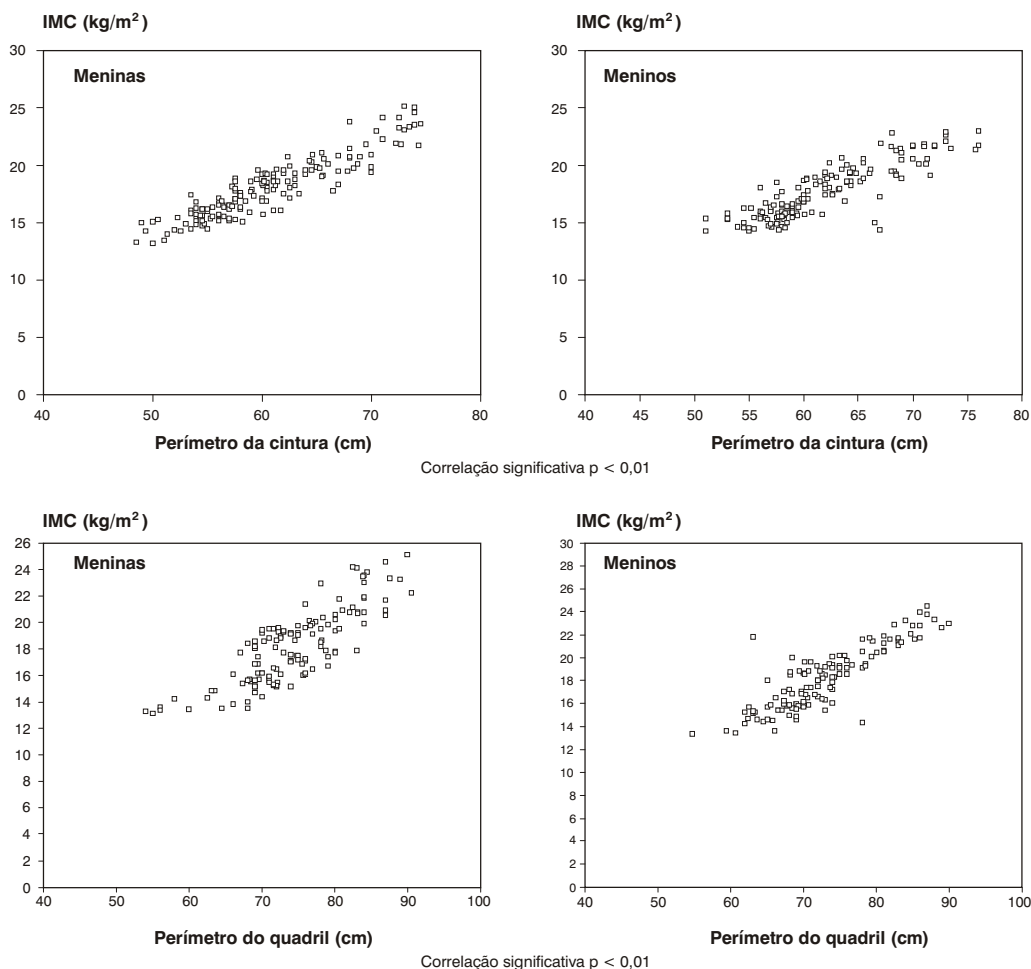 IMC (kg/m²)
IMC (kg/m²)
30
25
20
15
10
5
0
Meninas
40 50 60 70 80
Perímetro da cintura (cm)
30
25
20
15
10
5
0
Meninos
40 45 50 55 60 65 70 75 80
Perímetro da cintura (cm)
Correlação significativa p < 0,01
IMC (kg/m²)
IMC (kg/m²)
26
24
22
20
18
16
14
12
10
8
6
4
2
0
Meninas
40 50 60 70 80 90 100
Perímetro do quadril (cm)
30
28
26
24
22
20
18
16
14
12
10
8
6
4
2
0
Meninos
40 50 60 70 80 90 100
Perímetro do quadril (cm)
Correlação significativa p < 0,01